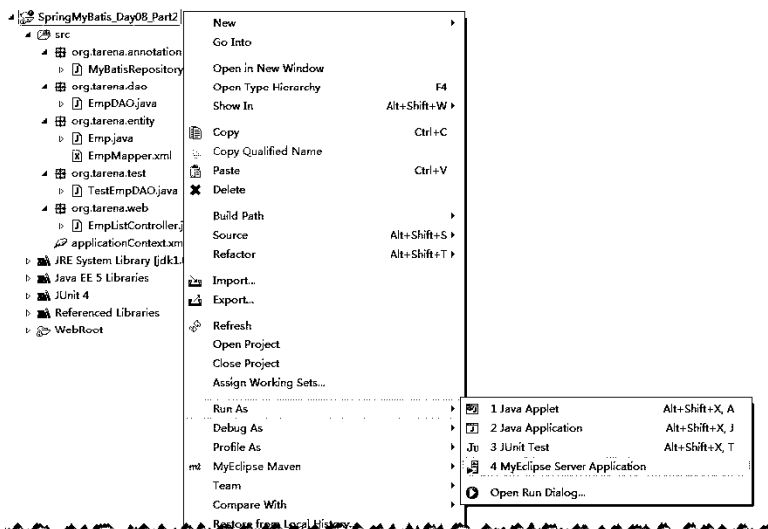 SpringMyBatis_Day08_Part2
src
org.tarena.annotation
MyBatisRepository
org.tarena.dao
EmpDAO.java
org.tarena.entity
Emp.java
EmpMapper.xml
org.tarena.test
TestEmpDAO.java
org.tarena.web
EmpListController.j
applicationContext.xm
JRE System Library [jdk1.
Java EE 5 Libraries
JUnit 4
Referenced Libraries
WebRoot
New
Go Into
Open in New Window
Open Type Hierarchy F4
Show In Alt+Shift+W
Copy Ctrl+C
Copy Qualified Name
Paste Ctrl+V
Delete
Build Path
Source Alt+Shift+S
Refactor Alt+Shift+T
Import...
Export...
Refresh
Open Project
Close Project
Assign Working Sets...
Run As
Debug As
Profile As
m2 MyEclipse Maven
Team
Compare With
Restore from Local History...
1 Java Applet Alt+Shift+X, A
2 Java Application Alt+Shift+X, J
Ju 3 JUnit Test Alt+Shift+X, T
4 MyEclipse Server Application
Open Run Dialog...